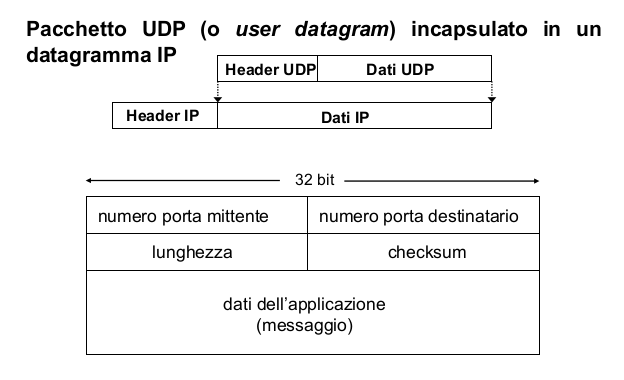 Pacchetto UDP (o user datagram) incapsulato in un
datagramma IP
Header UDP Dati UDP
Header IP Dati IP
32 bit
numero porta mittente numero porta destinatario
lunghezza checksum
dati dell'applicazione
(messaggio)